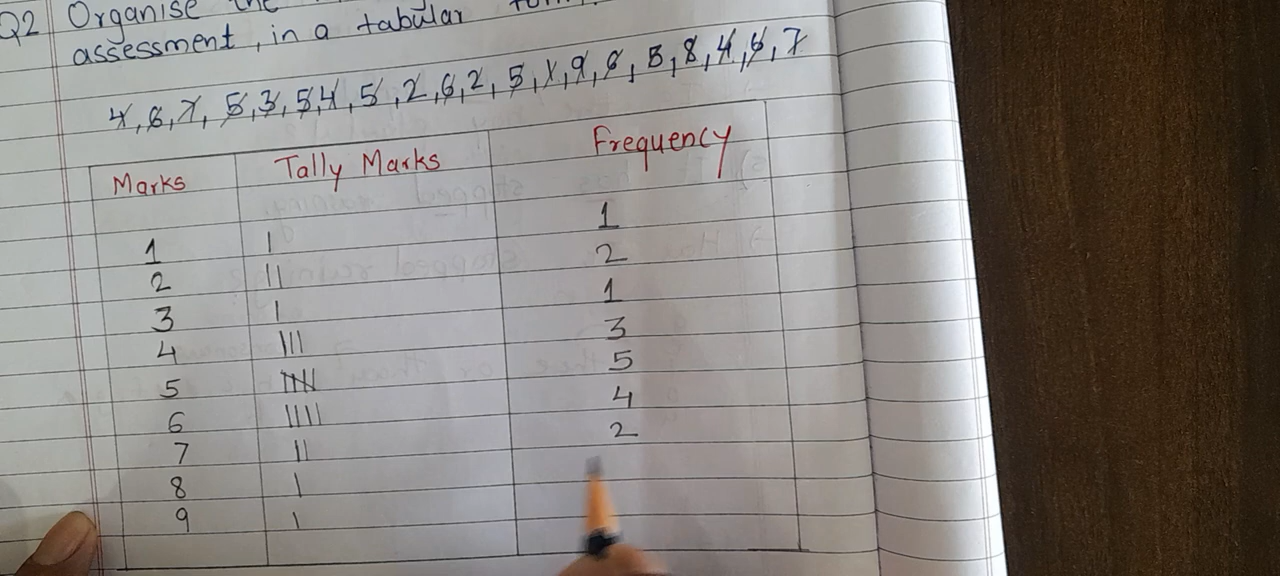 Q2 Organise the
assessment, in a tabular
4, 6, 7, 5, 3, 5, 4, 5, 2, 6, 2, 5, 1, 9, 6, 5, 8, 4, 6, 7
Marks Tally Marks Frequency
1 | 1
2 || 2
3 | 1
4 ||| 3
5 𝍸 5
6 |||| 4
7 || 2
8 |
9 |